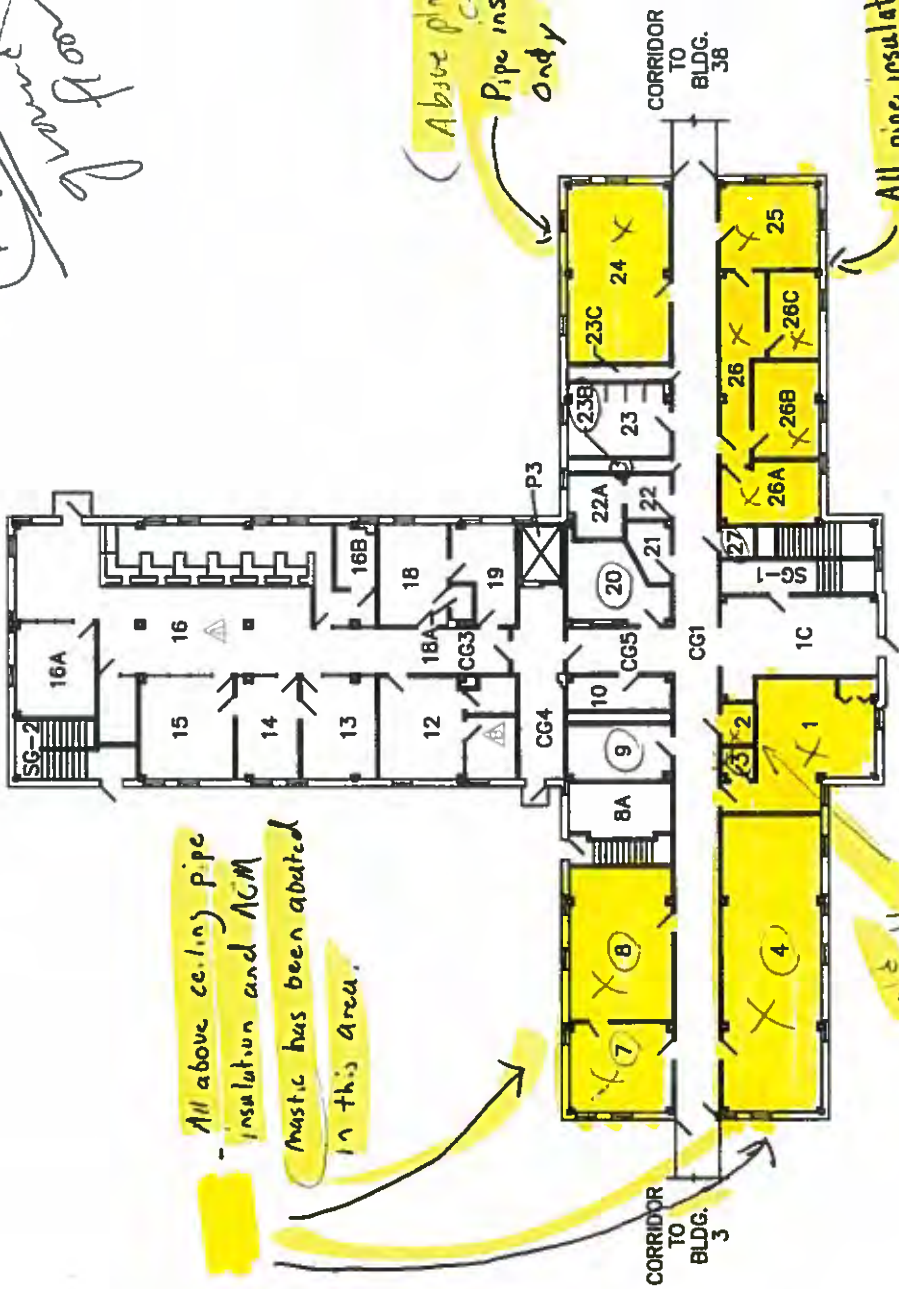 Above
Pipe ins
Only
All pipe insulat
- All above ceiling pipe
insulation and ACM
mastic has been abated
in this area.
CORRIDOR
TO
BLDG.
38
CORRIDOR
TO
BLDG.
3
SG-2
16A
16
16B
15
14
13
12
18
18A
19
CG3
CG4
P3
10
CG5
20
21
22
22A
23
23B
23C
24
9
8A
8
7
CG1
4
3
2
1
1C
SG-1
27
26A
26
26B
26C
25